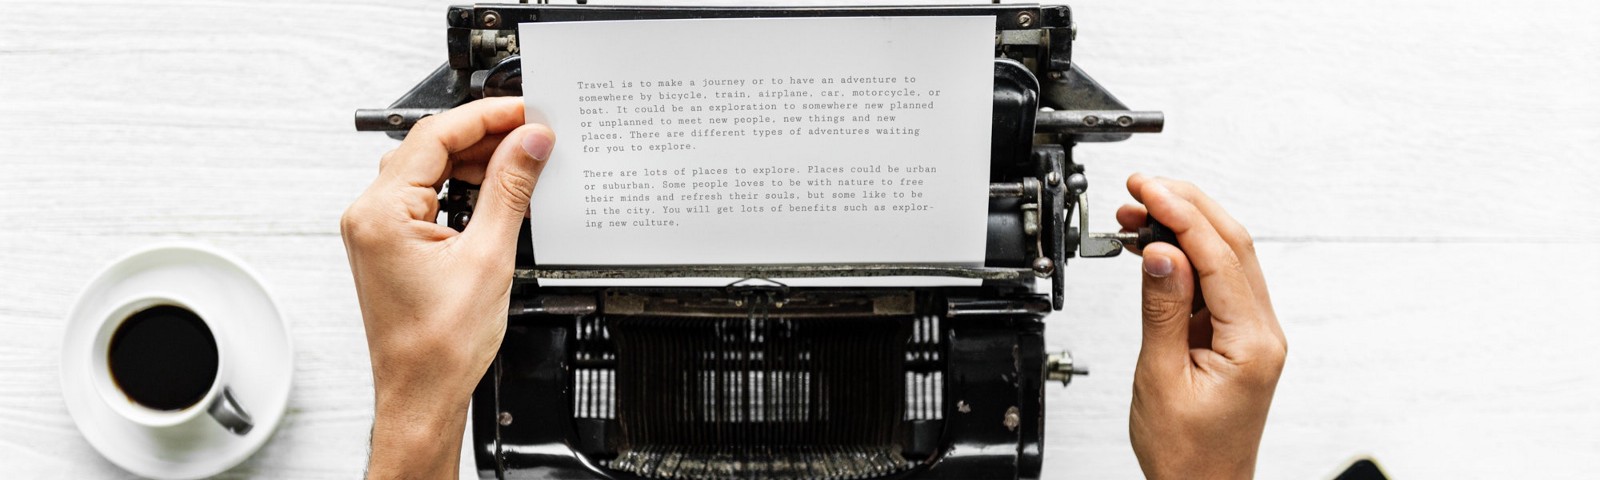 Travel is to make a journey or to have an adventure to
somewhere by bicycle, train, airplane, car, motorcycle, or
boat. It could be an exploration to somewhere new planned
or unplanned to meet new people, new things and new
places. There are different types of adventures waiting
for you to explore.
There are lots of places to explore. Places could be urban
or suburban. Some people loves to be with nature to free
their minds and refresh their souls, but some like to be
in the city. You will get lots of benefits such as explor-
ing new culture.